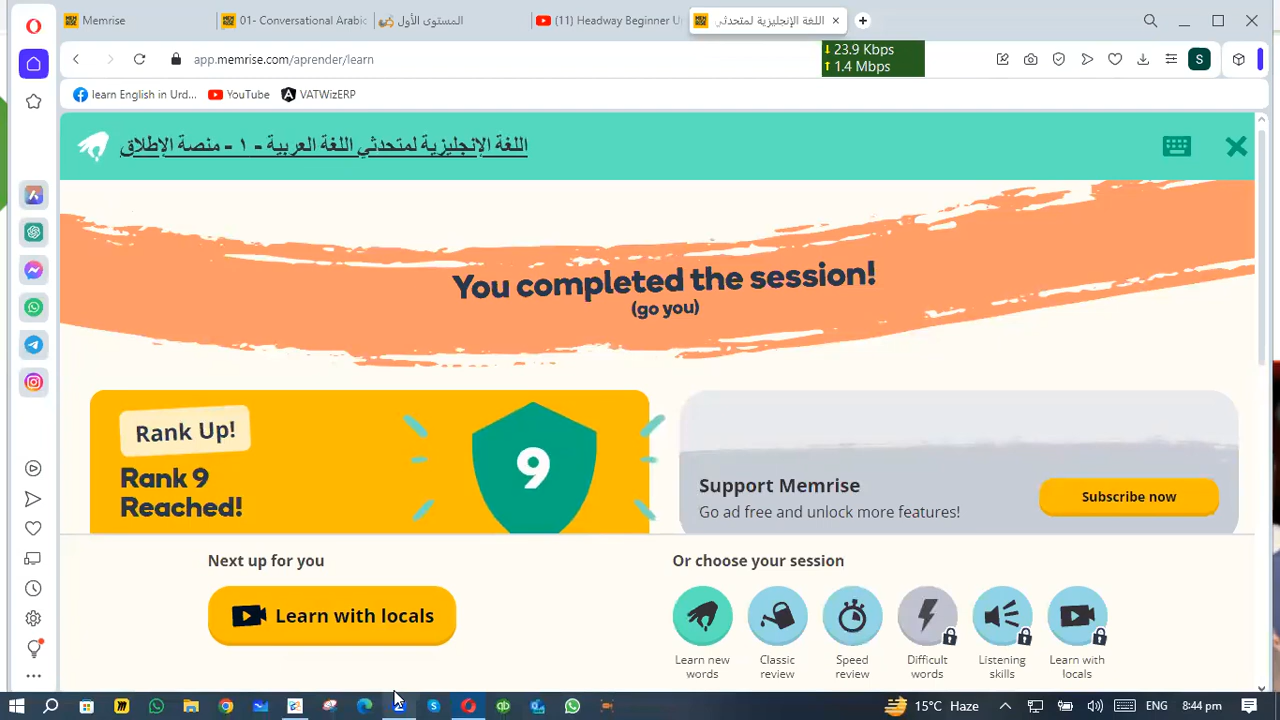 Memrise
01- Conversational Arabic
المستوى الأول
(11) Headway Beginner U
اللغة الإنجليزية لمتحدثي
app.memrise.com/aprender/learn
23.9 Kbps
1.4 Mbps
S
learn English in Urd...
YouTube
VATWizERP
اللغة الإنجليزية لمتحدثي اللغة العربية - ١ - منصة الإطلاق
You completed the session!
(go you)
Rank Up!
Rank 9
Reached!
9
Support Memrise
Go ad free and unlock more features!
Subscribe now
Next up for you
Learn with locals
Or choose your session
Learn new
words
Classic
review
Speed
review
Difficult
words
Listening
skills
Learn with
locals
15°C Haze
ENG
8:44 pm